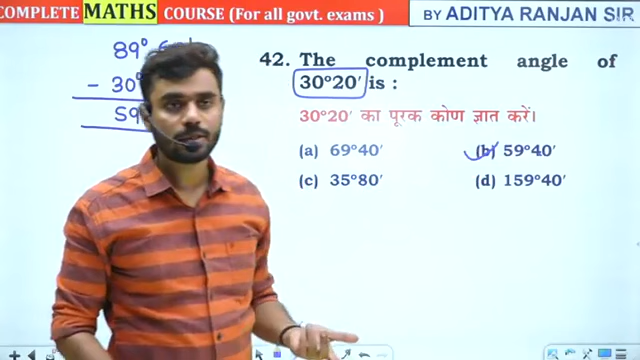 COMPLETE MATHS COURSE (For all govt. exams)
BY ADITYA RANJAN SIR
89°
- 30°
59°
42. The complement angle of
30°20′ is :
30°20′ का पूरक कोण ज्ञात करें।
(a) 69°40′ (b) 59°40′
(c) 35°80′ (d) 159°40′